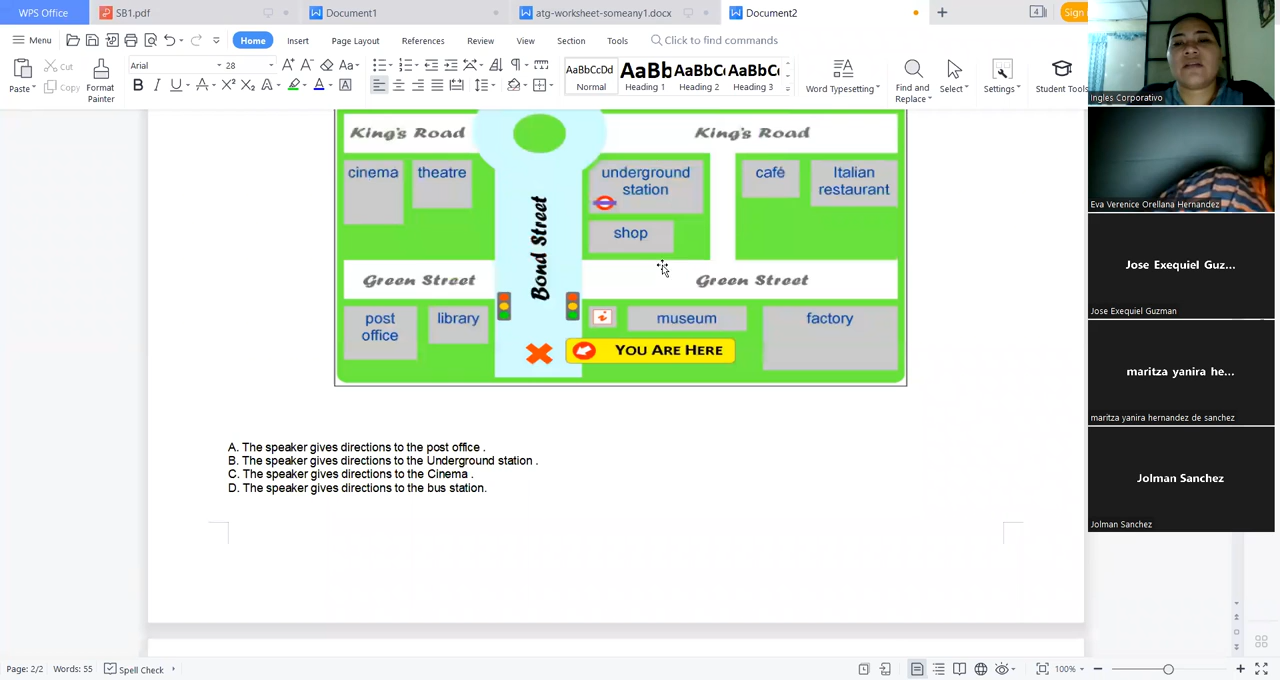 WPS Office
SB1.pdf
Document1
atg-worksheet-someany1.docx
Document2
4
Sign
Menu
Home
Insert
Page Layout
References
Review
View
Section
Tools
Click to find commands
Paste
Cut
Copy
Format
Painter
Arial
28
AaBbCcDd
Normal
AaBb
Heading 1
AaBbCc
Heading 2
AaBbCc
Heading 3
Word Typesetting
Find and
Replace
Select
Settings
Student Tools
King's Road
King's Road
cinema
theatre
underground
station
café
Italian
restaurant
shop
Bond Street
Green Street
Green Street
post
office
library
museum
factory
YOU ARE HERE
A. The speaker gives directions to the post office .
B. The speaker gives directions to the Underground station .
C. The speaker gives directions to the Cinema .
D. The speaker gives directions to the bus station.
Page: 2/2
Words: 55
Spell Check
100%
Ingles Corporativo
Eva Verenice Orellana Hernandez
Jose Exequiel Guz...
Jose Exequiel Guzman
maritza yanira he...
maritza yanira hernandez de sanchez
Jolman Sanchez
Jolman Sanchez